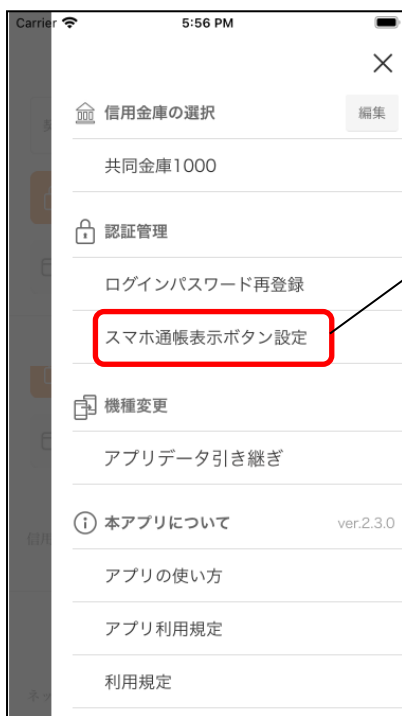 Carrier 5:56 PM
信用金庫の選択 編集
共同金庫1000
認証管理
ログインパスワード再登録
スマホ通帳表示ボタン設定
機種変更
アプリデータ引き継ぎ
本アプリについて ver.2.3.0
アプリの使い方
アプリ利用規定
利用規定